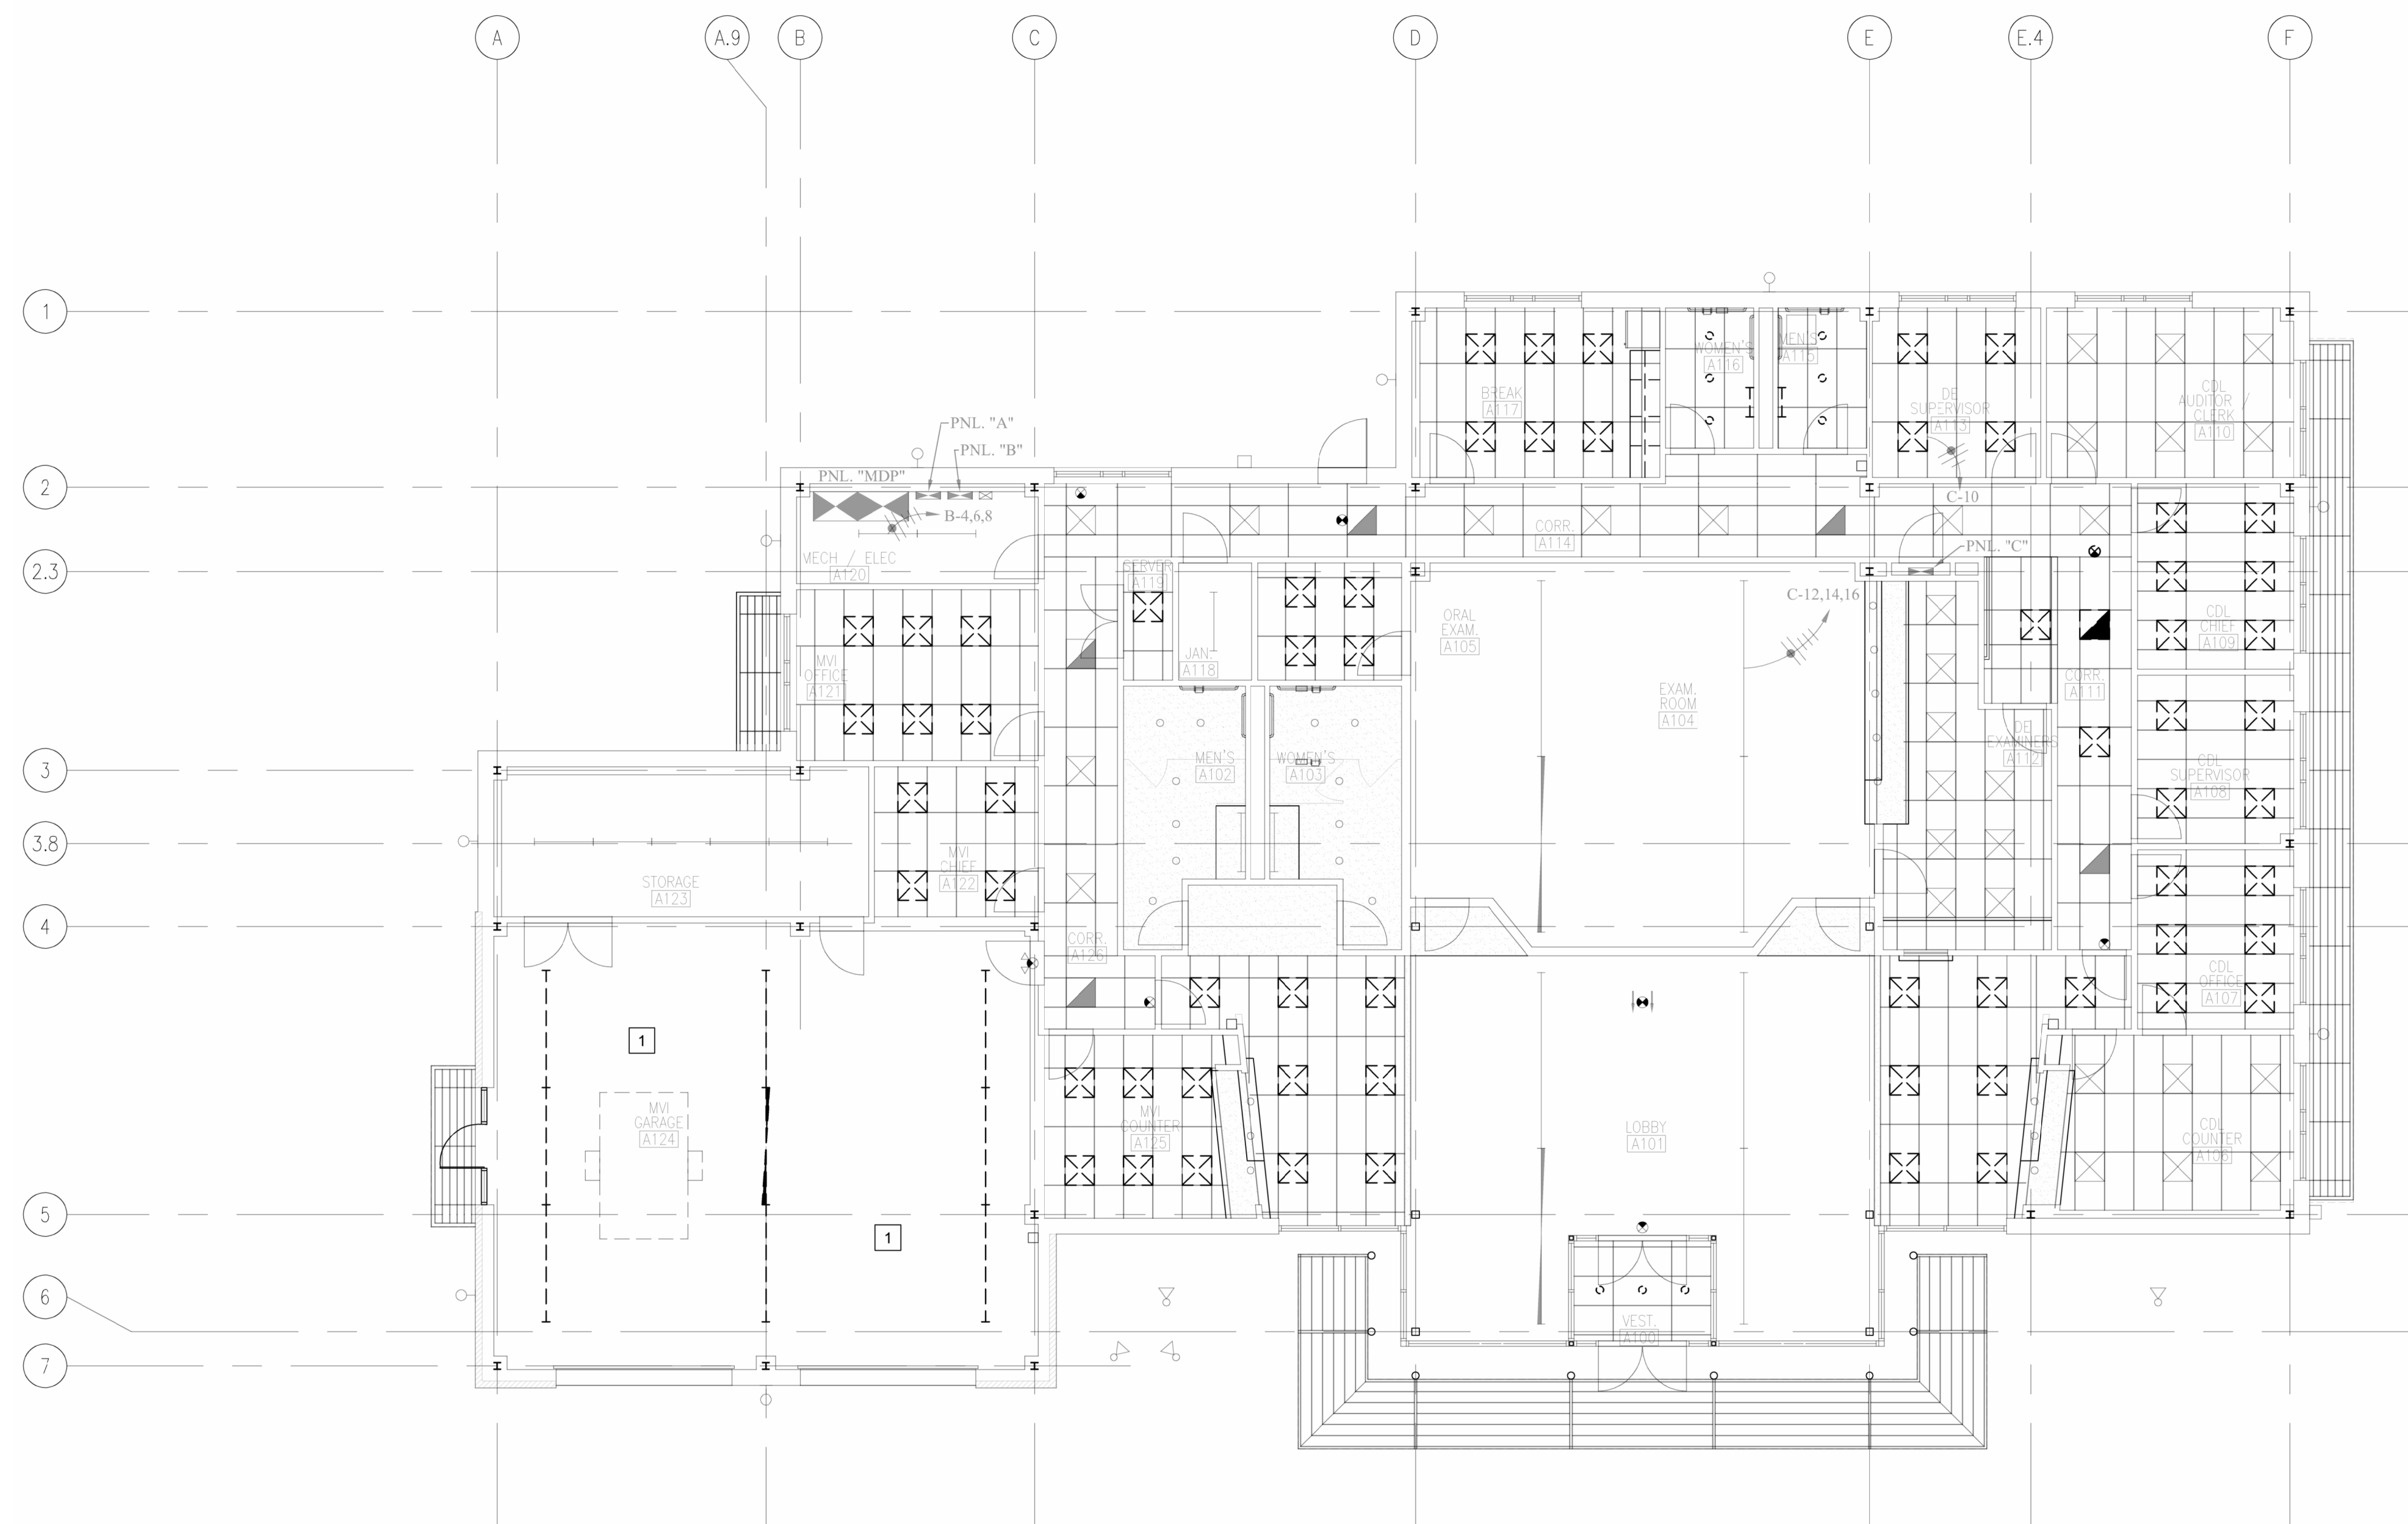 A
A.9
B
C
D
E
E.4
F
1
2
2.3
3
3.8
4
5
6
7
PNL. "A"
PNL. "B"
PNL. "MDP"
B-4,6,8
MECH / ELEC
A120
BREAK
A117
WOMEN'S
A116
MEN'S
A115
DE
SUPERVISOR
A113
C-10
CDL
AUDITOR /
CLERK
A110
CORR.
A114
PNL. "C"
SERVER
A119
JAN.
A118
ORAL
EXAM.
A105
C-12,14,16
EXAM.
ROOM
A104
CDL
CHIEF
A109
CORR.
A111
MVI
OFFICE
A121
MEN'S
A102
WOMEN'S
A103
DE
EXAMINERS
A112
CDL
SUPERVISOR
A108
STORAGE
A123
MVI
CHIEF
A122
CORR.
A126
CDL
OFFICE
A107
1
MVI
GARAGE
A124
MVI
COUNTER
A125
LOBBY
A101
CDL
COUNTER
A106
1
VEST.
A100